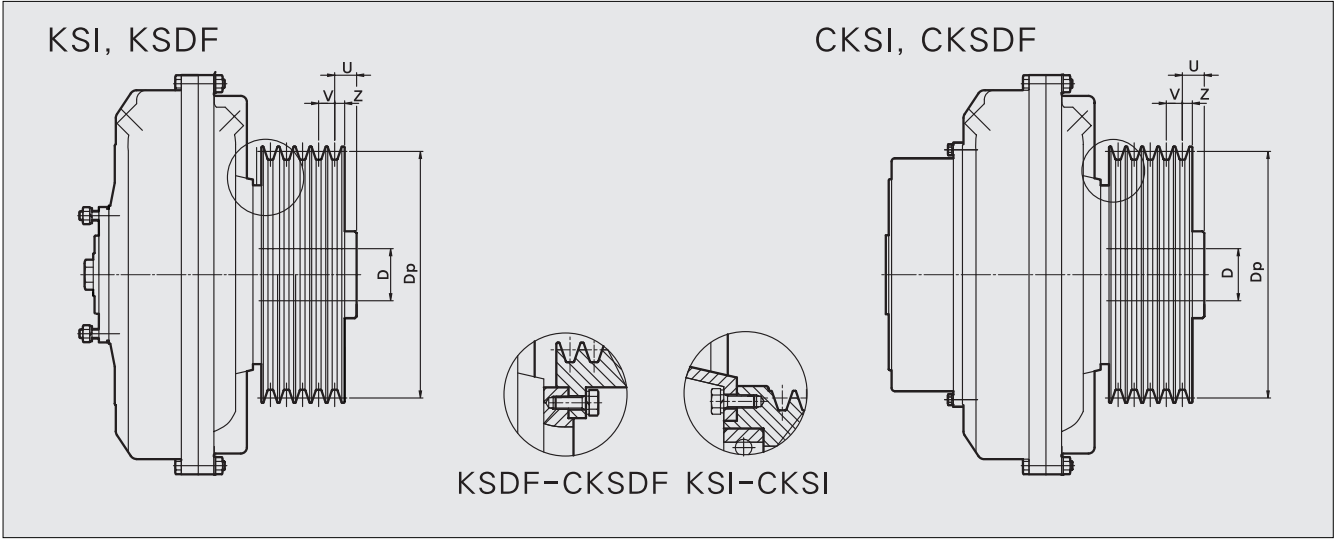 KSI, KSDF
CKSI, CKSDF
U
V Z
D
Dp
U
V Z
D
Dp
KSDF-CKSDF KSI-CKSI